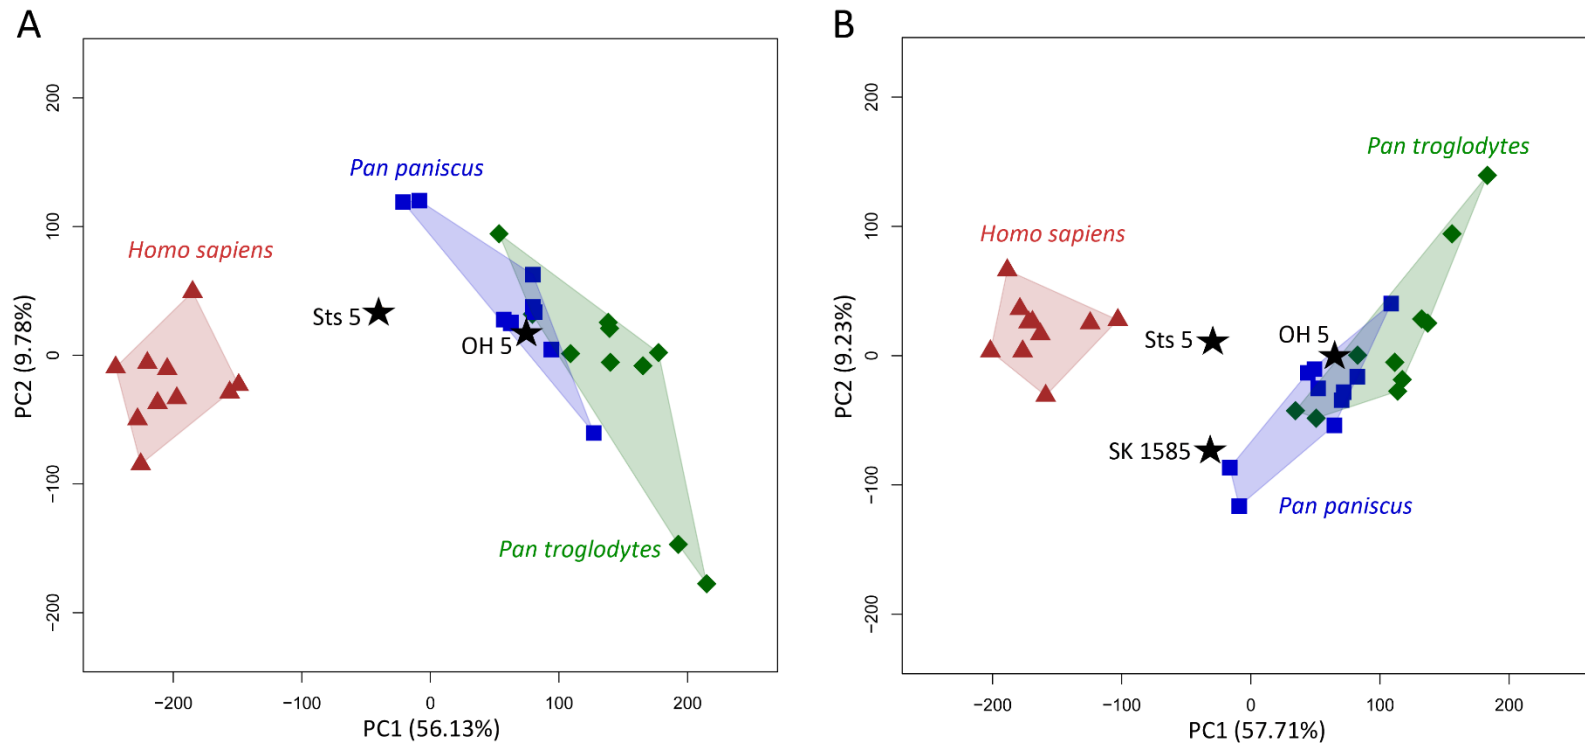 A
200
100
0
−100
−200
PC2 (9.78%)
Pan paniscus
Homo sapiens
Sts 5
OH 5
Pan troglodytes
−200
−100
0
100
200
PC1 (56.13%)
B
200
100
0
−100
−200
PC2 (9.23%)
Pan troglodytes
Homo sapiens
Sts 5
OH 5
SK 1585
Pan paniscus
−200
−100
0
100
200
PC1 (57.71%)